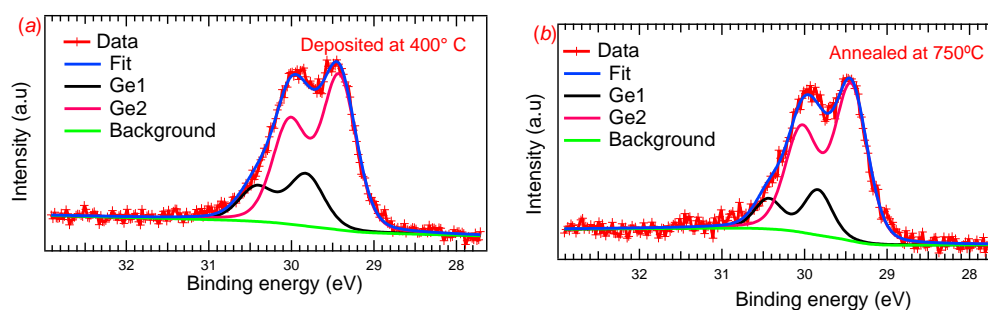 (a)
Data
Fit
Ge1
Ge2
Background
Deposited at 400° C
Intensity (a.u)
32
31
30
29
28
Binding energy (eV)
(b)
Data
Fit
Ge1
Ge2
Background
Annealed at 750ºC
Intensity (a.u)
32
31
30
29
28
Binding energy (eV)